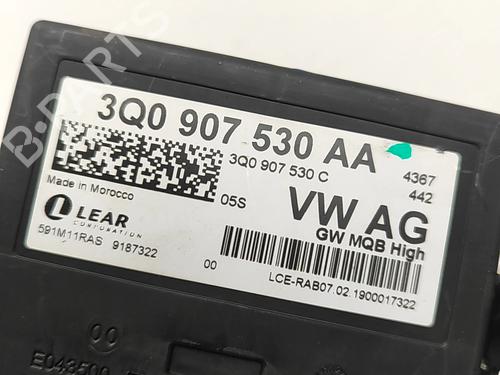 3Q0 907 530 AA
3Q0 907 530 C
4367
442
Made in Morocco
05S
VW AG
GW MQB High
LEAR
CORPORATION
591M11RAS 9187322
00
LCE-RAB07.02.1900017322
B-PARTS
E043500